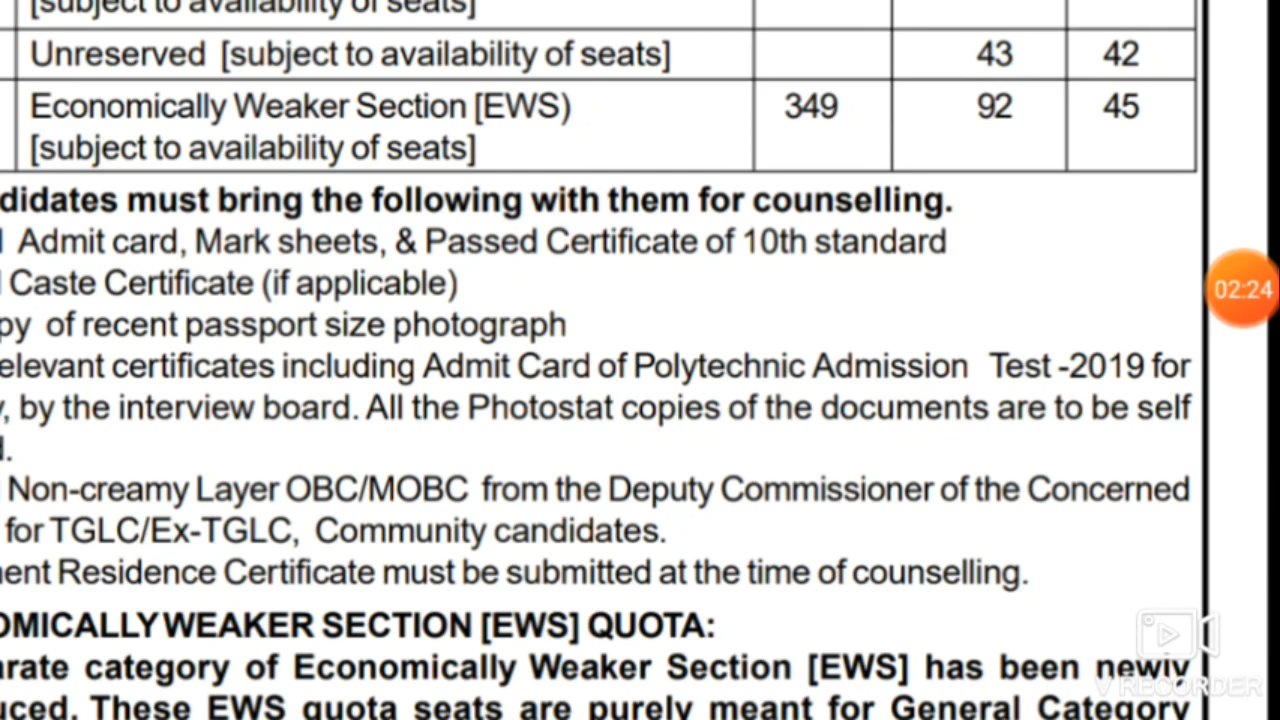 [subject to availability of seats]
Unreserved [subject to availability of seats] 43 42
Economically Weaker Section [EWS) 349 92 45
[subject to availability of seats]
didates must bring the following with them for counselling.
Admit card, Mark sheets, & Passed Certificate of 10th standard
Caste Certificate (if applicable)
py of recent passport size photograph
elevant certificates including Admit Card of Polytechnic Admission Test -2019 for
, by the interview board. All the Photostat copies of the documents are to be self
Non-creamy Layer OBC/MOBC from the Deputy Commissioner of the Concerned
for TGLC/Ex-TGLC, Community candidates.
ent Residence Certificate must be submitted at the time of counselling.
OMICALLY WEAKER SECTION [EWS] QUOTA:
arate category of Economically Weaker Section [EWS] has been newly
uced. These EWS quota seats are purely meant for General Category
02:24
V RECORDER